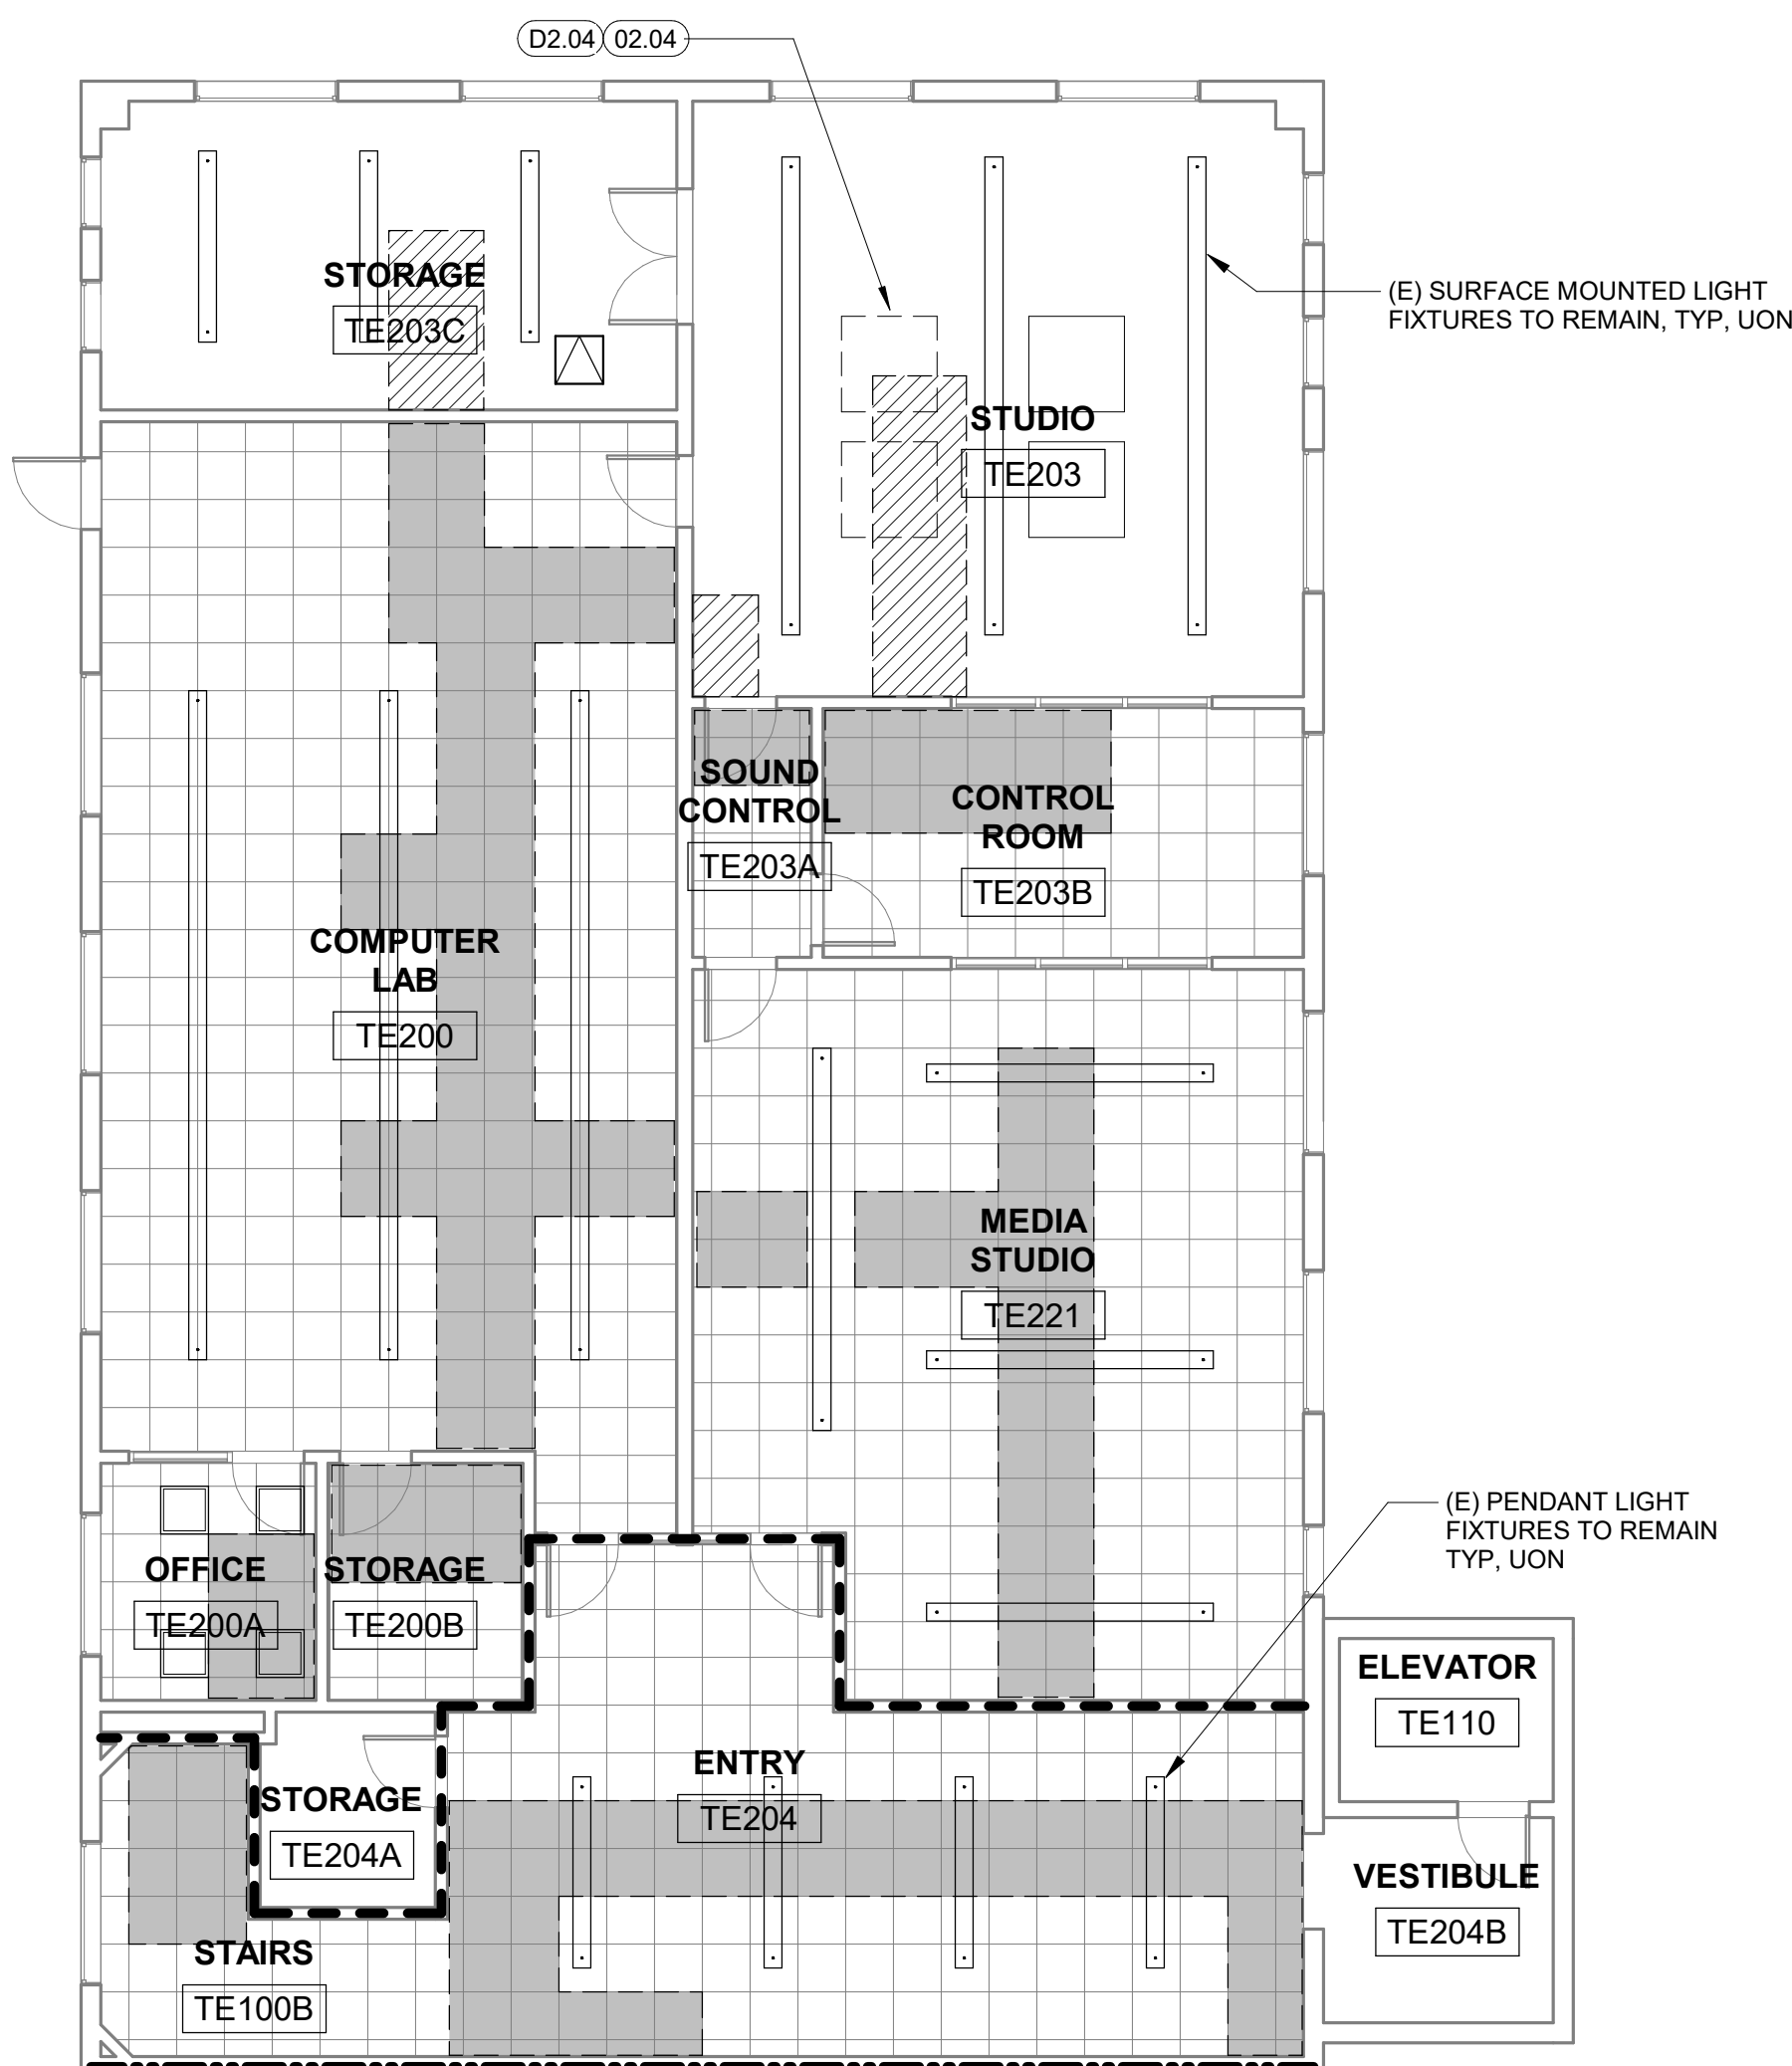 D2.04 02.04
(E) SURFACE MOUNTED LIGHT
FIXTURES TO REMAIN, TYP, UON
STORAGE
TE203C
STUDIO
TE203
SOUND
CONTROL
TE203A
CONTROL
ROOM
TE203B
COMPUTER
LAB
TE200
MEDIA
STUDIO
TE221
(E) PENDANT LIGHT
FIXTURES TO REMAIN
TYP, UON
OFFICE
TE200A
STORAGE
TE200B
ELEVATOR
TE110
ENTRY
TE204
STORAGE
TE204A
VESTIBULE
TE204B
STAIRS
TE100B